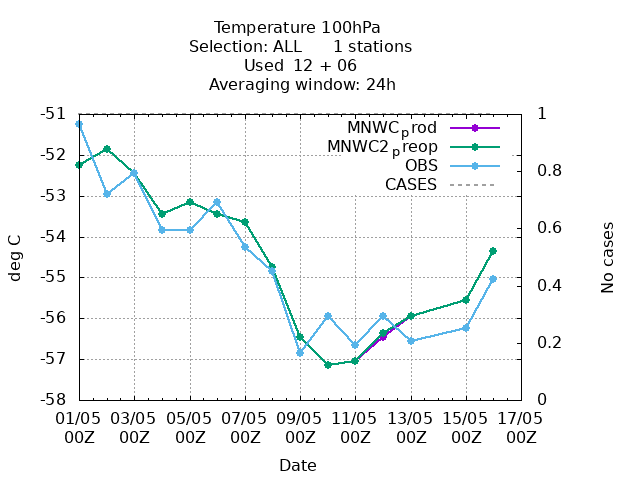 Temperature 100hPa
Selection: ALL 1 stations
Used 12 + 06
Averaging window: 24h
-51
-52
-53
-54
-55
-56
-57
-58
deg C
1
0.8
0.6
0.4
0.2
0
No cases
MNWCprod
MNWC2preop
OBS
CASES
01/05 03/05 05/05 07/05 09/05 11/05 13/05 15/05 17/05
00Z 00Z 00Z 00Z 00Z 00Z 00Z 00Z 00Z
Date